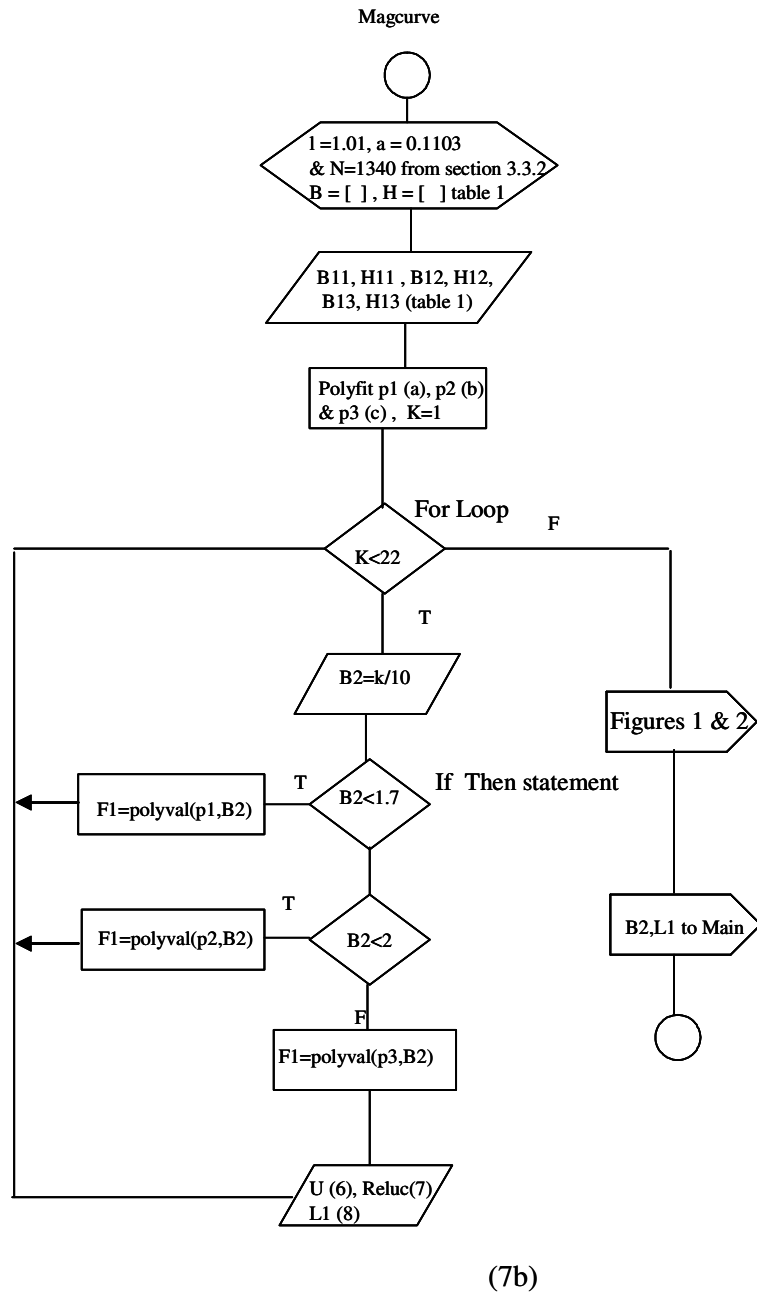 Magcurve
l =1.01, a = 0.1103
& N=1340 from section 3.3.2
B = [ ] , H = [ ] table 1
B11, H11 , B12, H12,
B13, H13 (table 1)
Polyfit p1 (a), p2 (b)
& p3 (c) , K=1
For Loop
F
K<22
T
B2=k/10
Figures 1 & 2
If Then statement
T
B2<1.7
F1=polyval(p1,B2)
T
B2<2
F1=polyval(p2,B2)
B2,L1 to Main
F
F1=polyval(p3,B2)
U (6), Reluc(7)
L1 (8)
(7b)